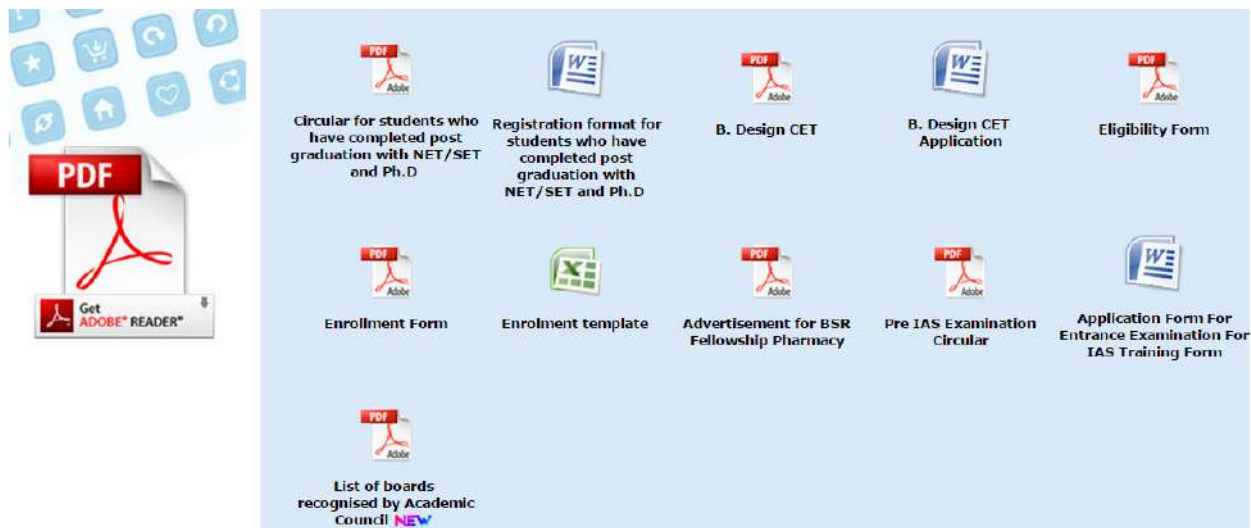 PDF
Get
ADOBE® READER®
PDF
Adobe
Circular for students who
have completed post
graduation with NET/SET
and Ph.D
W
Registration format for
students who have
completed post
graduation with
NET/SET and Ph.D
PDF
Adobe
B. Design CET
W
B. Design CET
Application
PDF
Adobe
Eligibility Form
PDF
Adobe
Enrollment Form
X
Enrolment template
PDF
Adobe
Advertisement for BSR
Fellowship Pharmacy
PDF
Adobe
Pre IAS Examination
Circular
W
Application Form For
Entrance Examination For
IAS Training Form
PDF
Adobe
List of boards
recognised by Academic
Council NEW